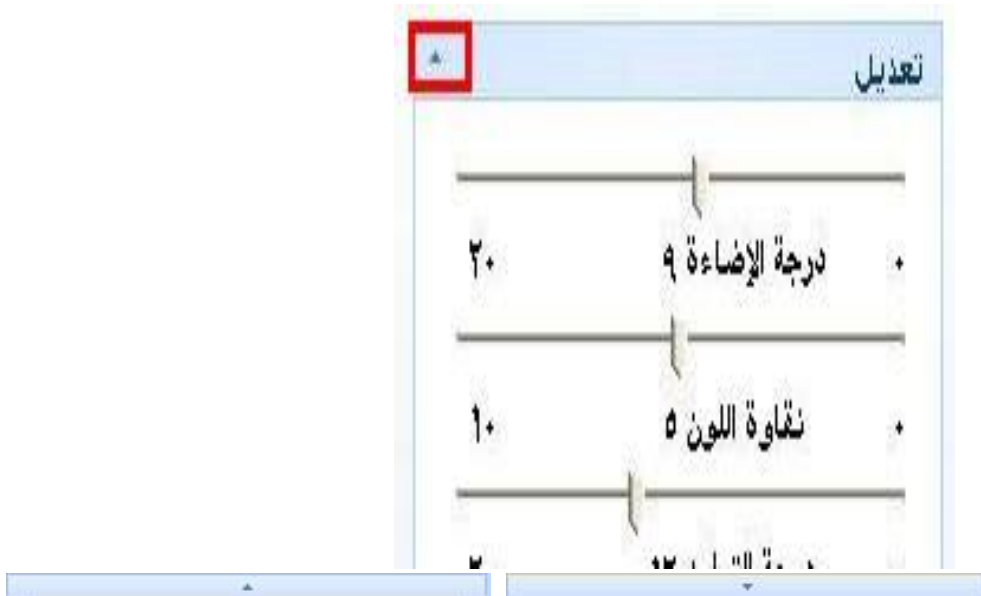 تعديل
٠ درجة الإضاءة ٩ ٢٠
٠ نقاوة اللون ٥ ١٠